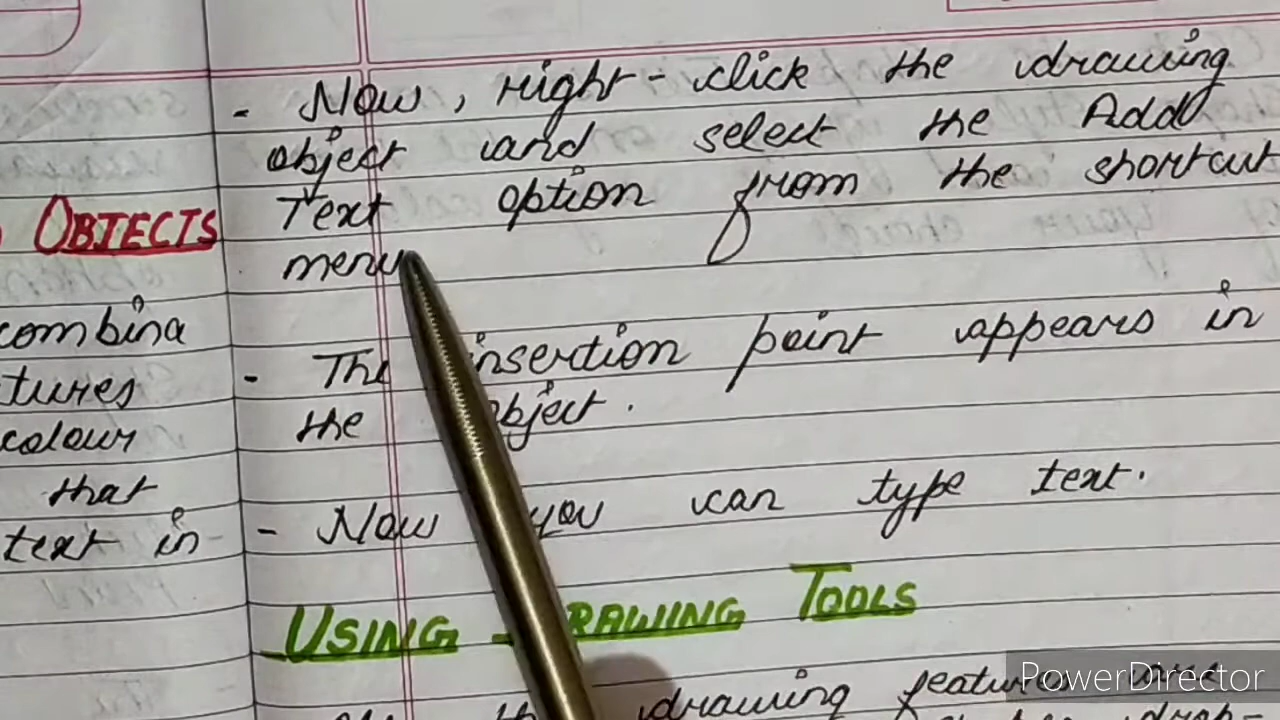 OBJECTS
combina
tures
colour
that
text in
- Now, right - click the drawing
object and select the Add
Text option from the shortcut
menu
- The insertion point appears in
the object.
- Now you can type text.
USING DRAWING TOOLS
drawing features
PowerDirector